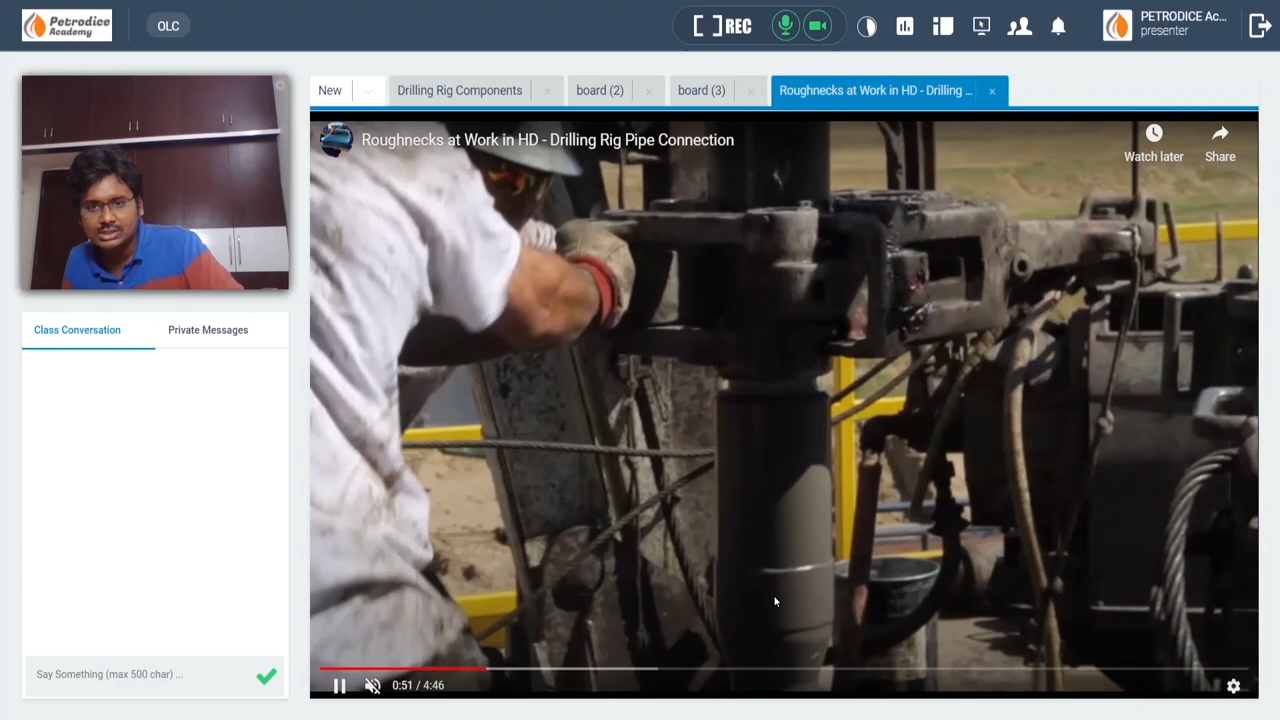 Petrodice
Academy
OLC
REC
PETRODICE Ac...
presenter
New
Drilling Rig Components
board (2)
board (3)
Roughnecks at Work in HD - Drilling ...
Roughnecks at Work in HD - Drilling Rig Pipe Connection
Watch later
Share
Class Conversation
Private Messages
Say Something (max 500 char) ...
0:51 / 4:46